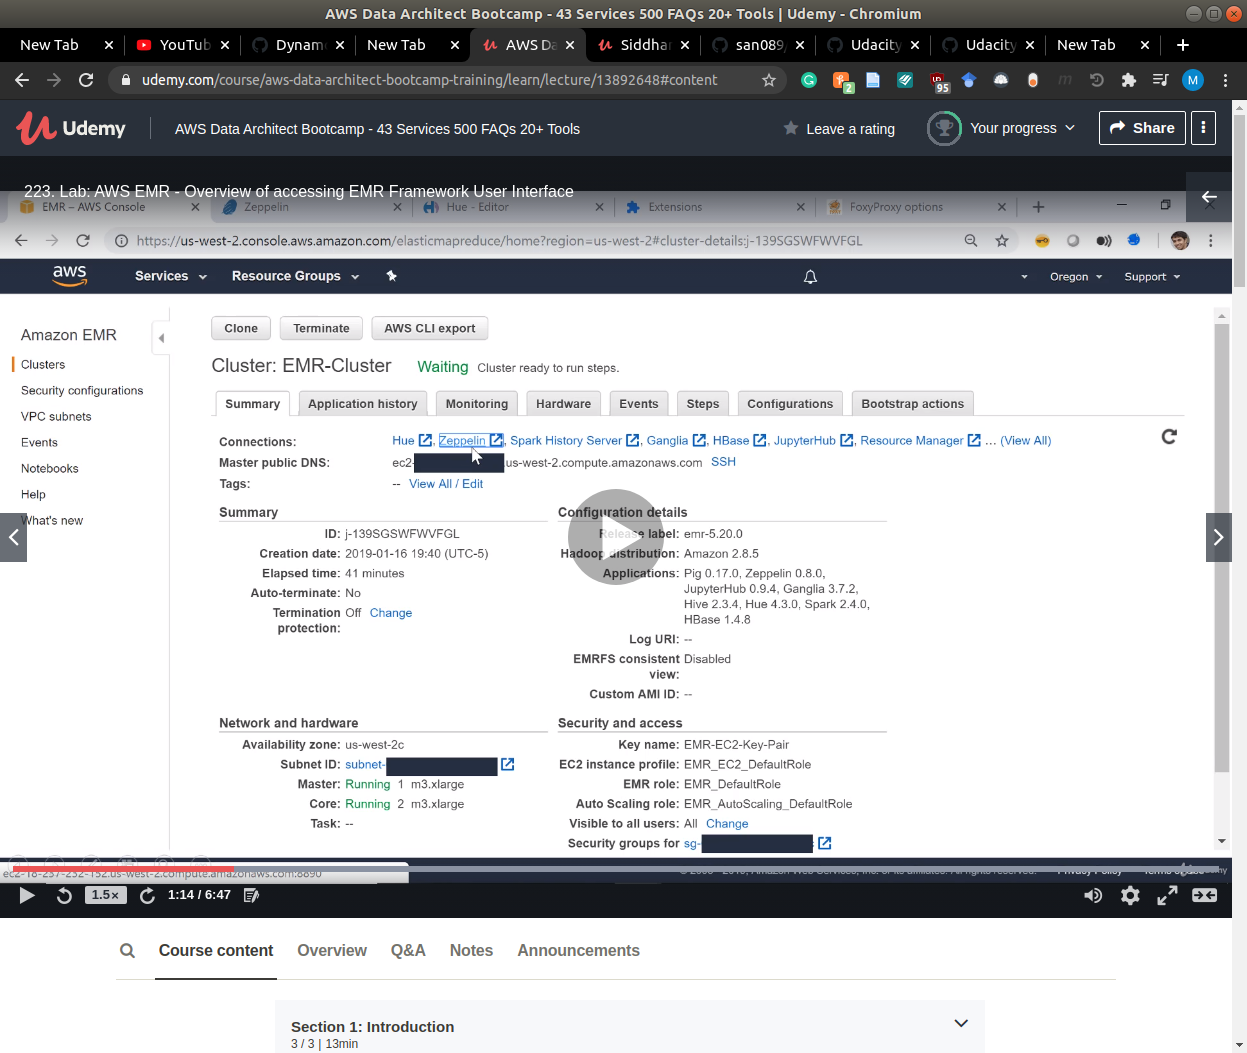 AWS Data Architect Bootcamp - 43 Services 500 FAQs 20+ Tools | Udemy - Chromium
New Tab YouTub Dynam New Tab AWS Da Siddhar san089 Udacity Udacity New Tab
udemy.com/course/aws-data-architect-bootcamp-training/learn/lecture/13892648#content 2 95 M
Udemy AWS Data Architect Bootcamp - 43 Services 500 FAQs 20+ Tools Leave a rating Your progress Share
223. Lab: AWS EMR - Overview of accessing EMR Framework User Interface
EMR – AWS Console Zeppelin Hue - Editor Extensions FoxyProxy options
https://us-west-2.console.aws.amazon.com/elasticmapreduce/home?region=us-west-2#cluster-details:j-139SGSWFWVFGL
aws Services Resource Groups Oregon Support
Amazon EMR
Clusters
Security configurations
VPC subnets
Events
Notebooks
Help
What's new
Clone Terminate AWS CLI export
Cluster: EMR-Cluster Waiting Cluster ready to run steps.
Summary Application history Monitoring Hardware Events Steps Configurations Bootstrap actions
Connections: Hue , Zeppelin , Spark History Server , Ganglia , HBase , JupyterHub , Resource Manager ... (View All)
Master public DNS: ec2- .us-west-2.compute.amazonaws.com SSH
Tags: -- View All / Edit
Summary
ID: j-139SGSWFWVFGL
Creation date: 2019-01-16 19:40 (UTC-5)
Elapsed time: 41 minutes
Auto-terminate: No
Termination protection: Off Change
Configuration details
Release label: emr-5.20.0
Hadoop distribution: Amazon 2.8.5
Applications: Pig 0.17.0, Zeppelin 0.8.0,
JupyterHub 0.9.4, Ganglia 3.7.2,
Hive 2.3.4, Hue 4.3.0, Spark 2.4.0,
HBase 1.4.8
Log URI: --
EMRFS consistent view: Disabled
Custom AMI ID: --
Network and hardware
Availability zone: us-west-2c
Subnet ID: subnet-
Master: Running 1 m3.xlarge
Core: Running 2 m3.xlarge
Task: --
Security and access
Key name: EMR-EC2-Key-Pair
EC2 instance profile: EMR_EC2_DefaultRole
EMR role: EMR_DefaultRole
Auto Scaling role: EMR_AutoScaling_DefaultRole
Visible to all users: All Change
Security groups for sg-
1.5× 1:14 / 6:47
Course content Overview Q&A Notes Announcements
Section 1: Introduction
3 / 3 | 13min